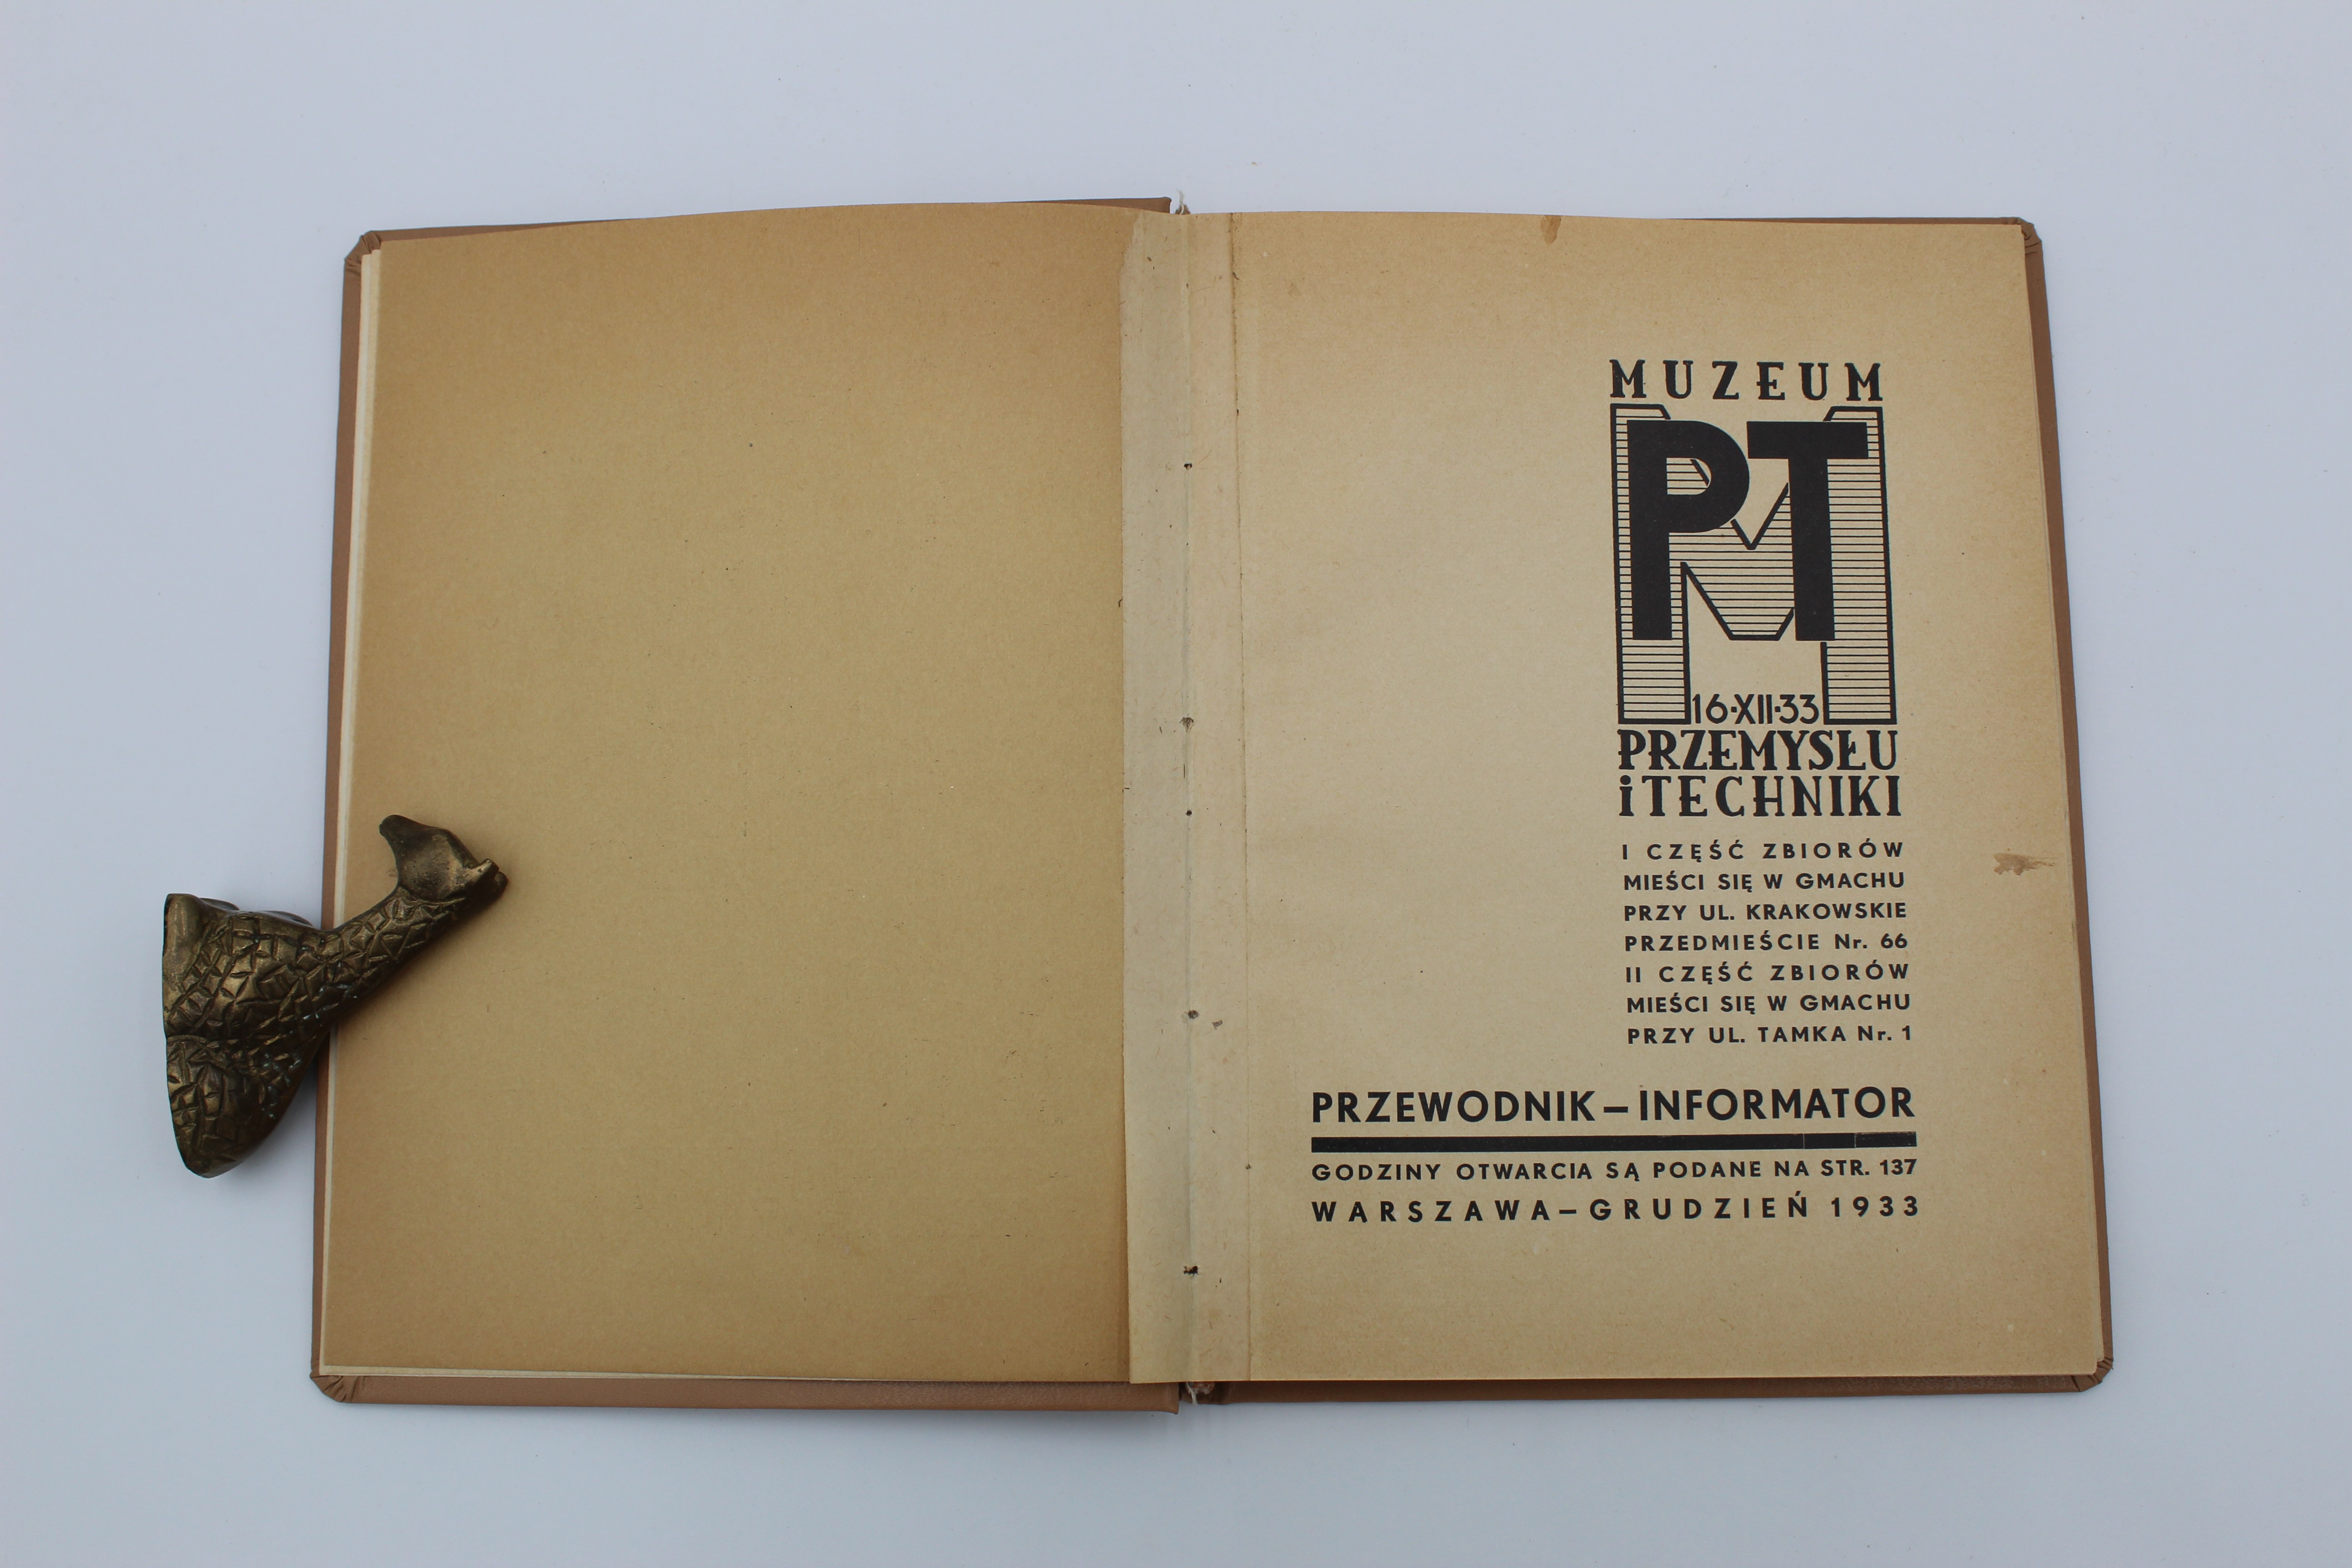 MUZEUM
PTM
16·XII·33
PRZEMYSŁU
i TECHNIKI
I CZĘŚĆ ZBIORÓW
MIEŚCI SIĘ W GMACHU
PRZY UL. KRAKOWSKIE
PRZEDMIEŚCIE Nr. 66
II CZĘŚĆ ZBIORÓW
MIEŚCI SIĘ W GMACHU
PRZY UL. TAMKA Nr. 1
PRZEWODNIK — INFORMATOR
GODZINY OTWARCIA SĄ PODANE NA STR. 137
WARSZAWA — GRUDZIEŃ 1933